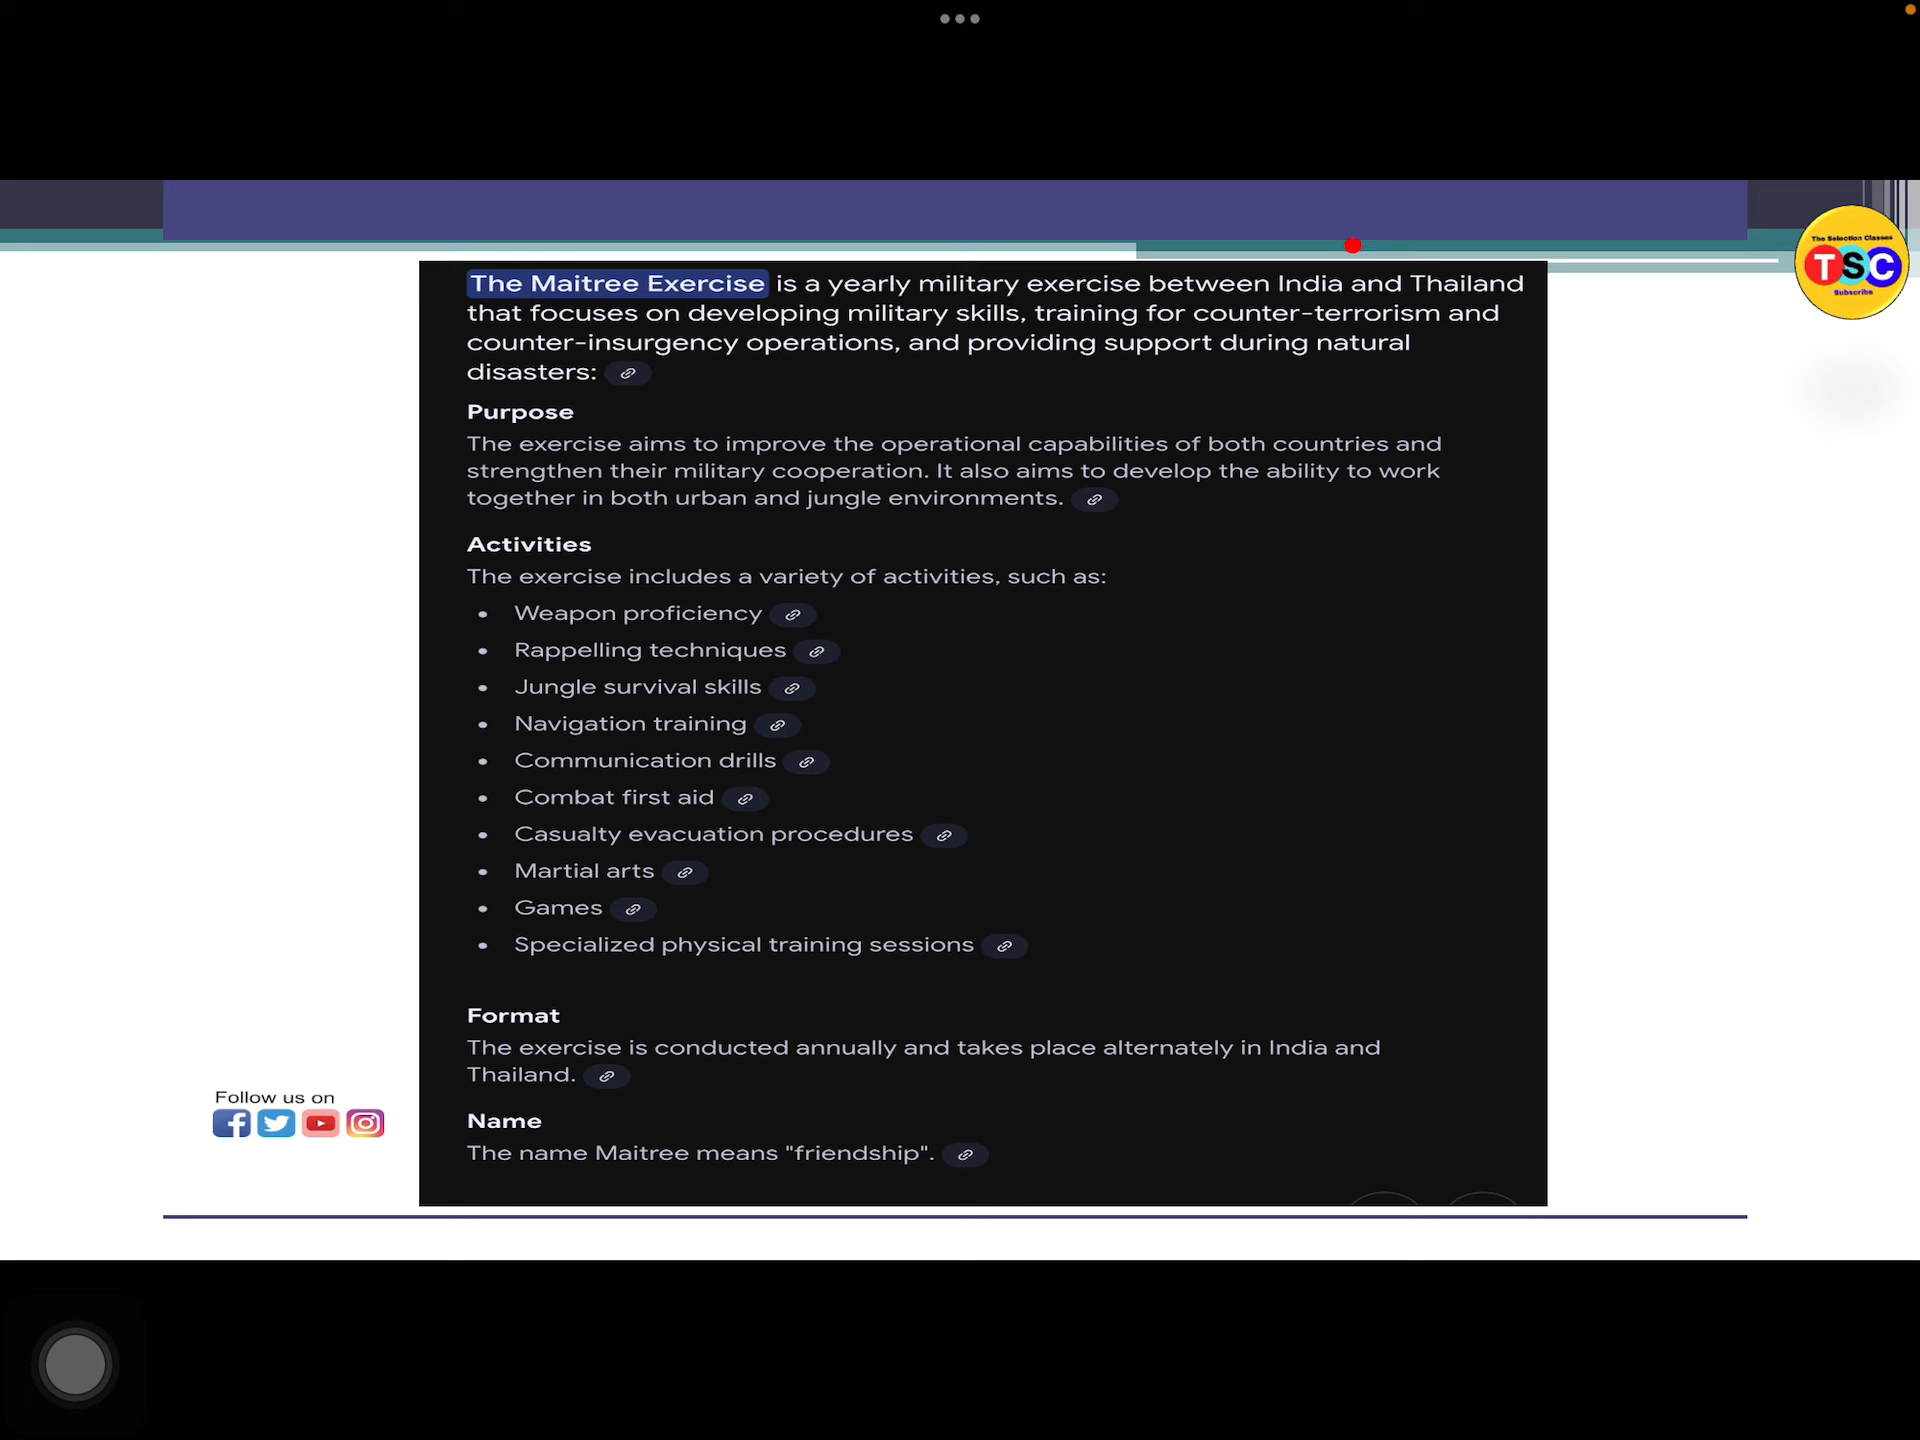 The Selection Classes
TSC
Subscribe
The Maitree Exercise is a yearly military exercise between India and Thailand
that focuses on developing military skills, training for counter-terrorism and
counter-insurgency operations, and providing support during natural
disasters:
Purpose
The exercise aims to improve the operational capabilities of both countries and
strengthen their military cooperation. It also aims to develop the ability to work
together in both urban and jungle environments.
Activities
The exercise includes a variety of activities, such as:
• Weapon proficiency
• Rappelling techniques
• Jungle survival skills
• Navigation training
• Communication drills
• Combat first aid
• Casualty evacuation procedures
• Martial arts
• Games
• Specialized physical training sessions
Format
The exercise is conducted annually and takes place alternately in India and
Thailand.
Name
The name Maitree means "friendship".
Follow us on